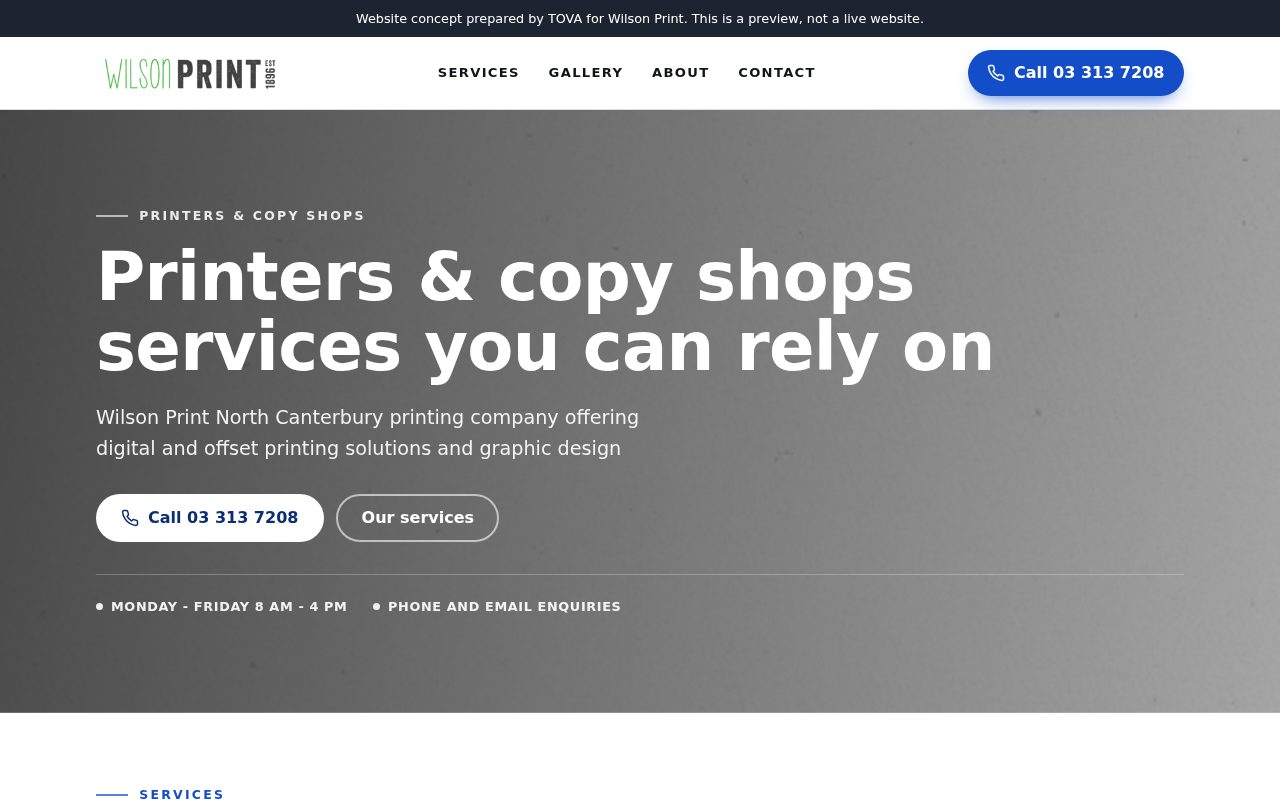 Website concept prepared by TOVA for Wilson Print. This is a preview, not a live website.
WILSON PRINT EST 1896
SERVICES GALLERY ABOUT CONTACT
Call 03 313 7208
PRINTERS & COPY SHOPS
Printers & copy shops
services you can rely on
Wilson Print North Canterbury printing company offering
digital and offset printing solutions and graphic design
Call 03 313 7208
Our services
MONDAY - FRIDAY 8 AM - 4 PM
PHONE AND EMAIL ENQUIRIES
SERVICES